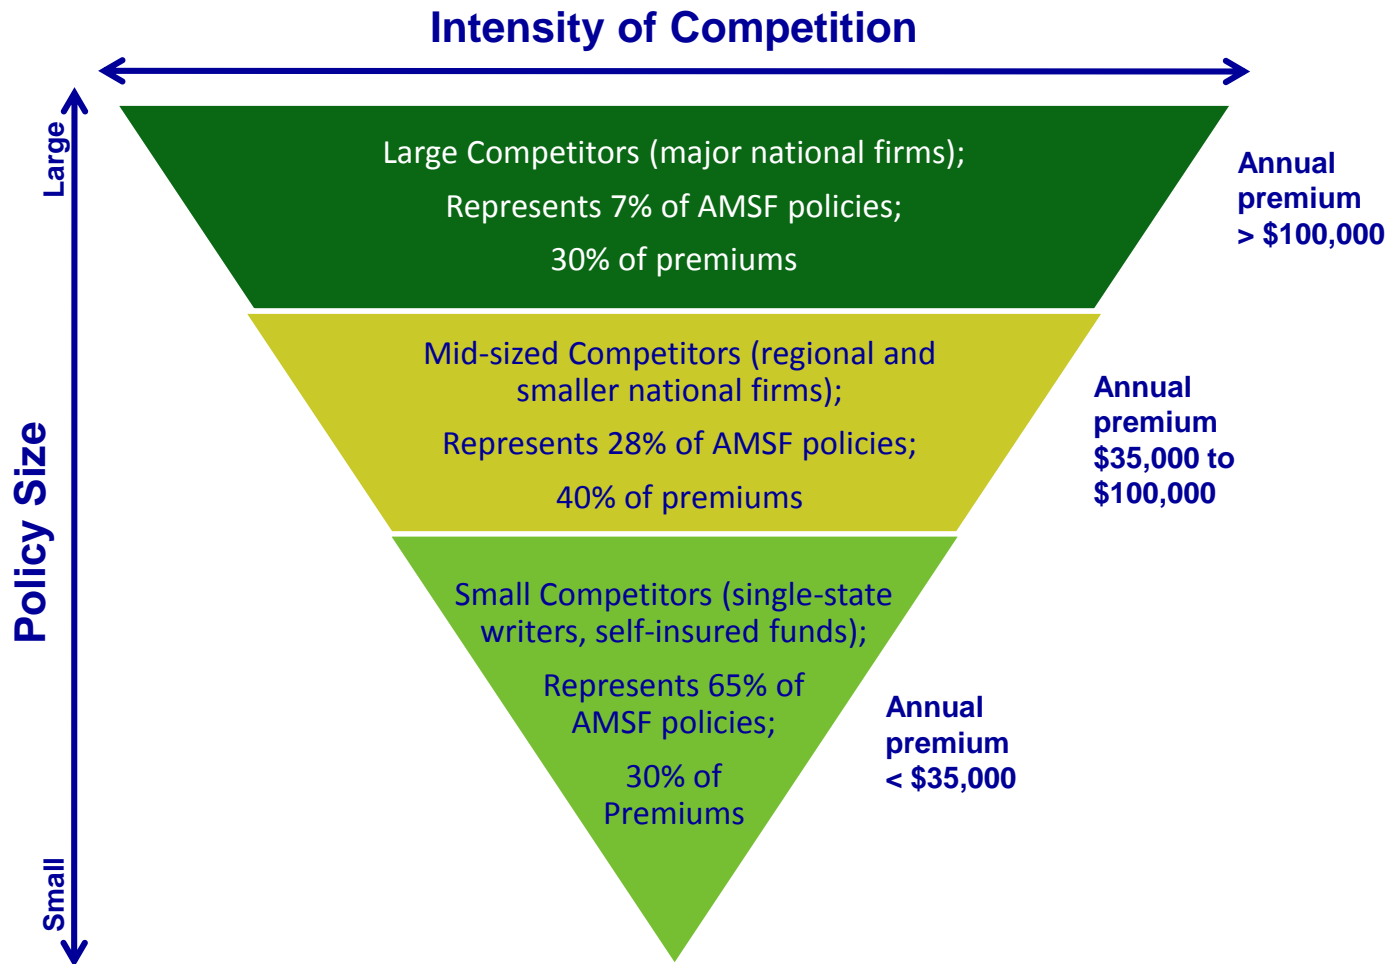 Intensity of Competition
Large
Large Competitors (major national firms);
Represents 7% of AMSF policies;
30% of premiums
Annual
premium
> $100,000
Policy Size
Mid-sized Competitors (regional and
smaller national firms);
Represents 28% of AMSF policies;
40% of premiums
Annual
premium
$35,000 to
$100,000
Small Competitors (single-state
writers, self-insured funds);
Represents 65% of
AMSF policies;
30% of
Premiums
Annual
premium
< $35,000
Small